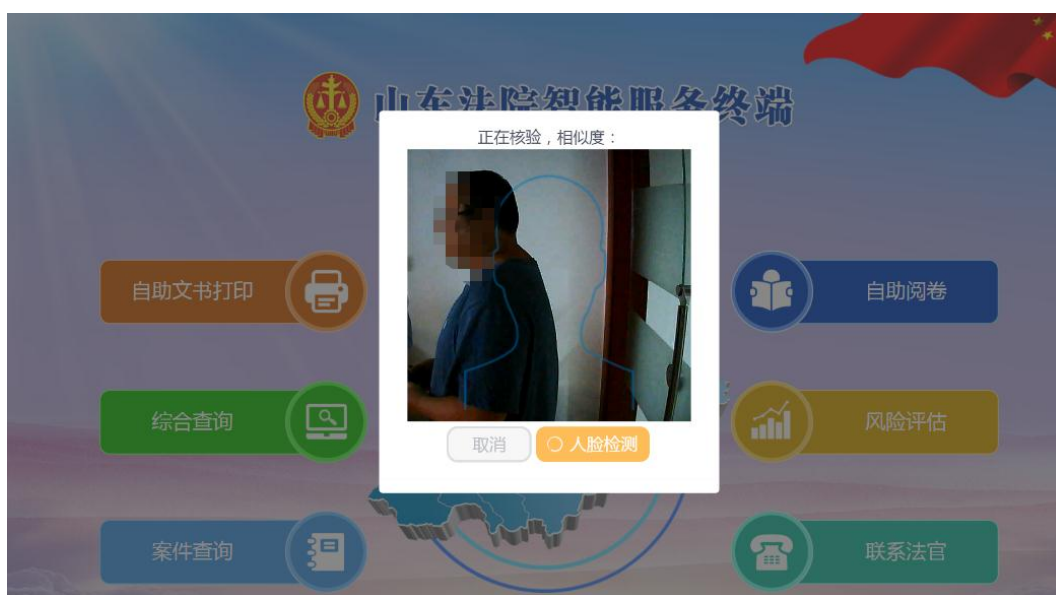 山东法院智能服务终端
正在核验，相似度：
取消
人脸检测
自助文书打印
自助阅卷
综合查询
风险评估
案件查询
联系法官